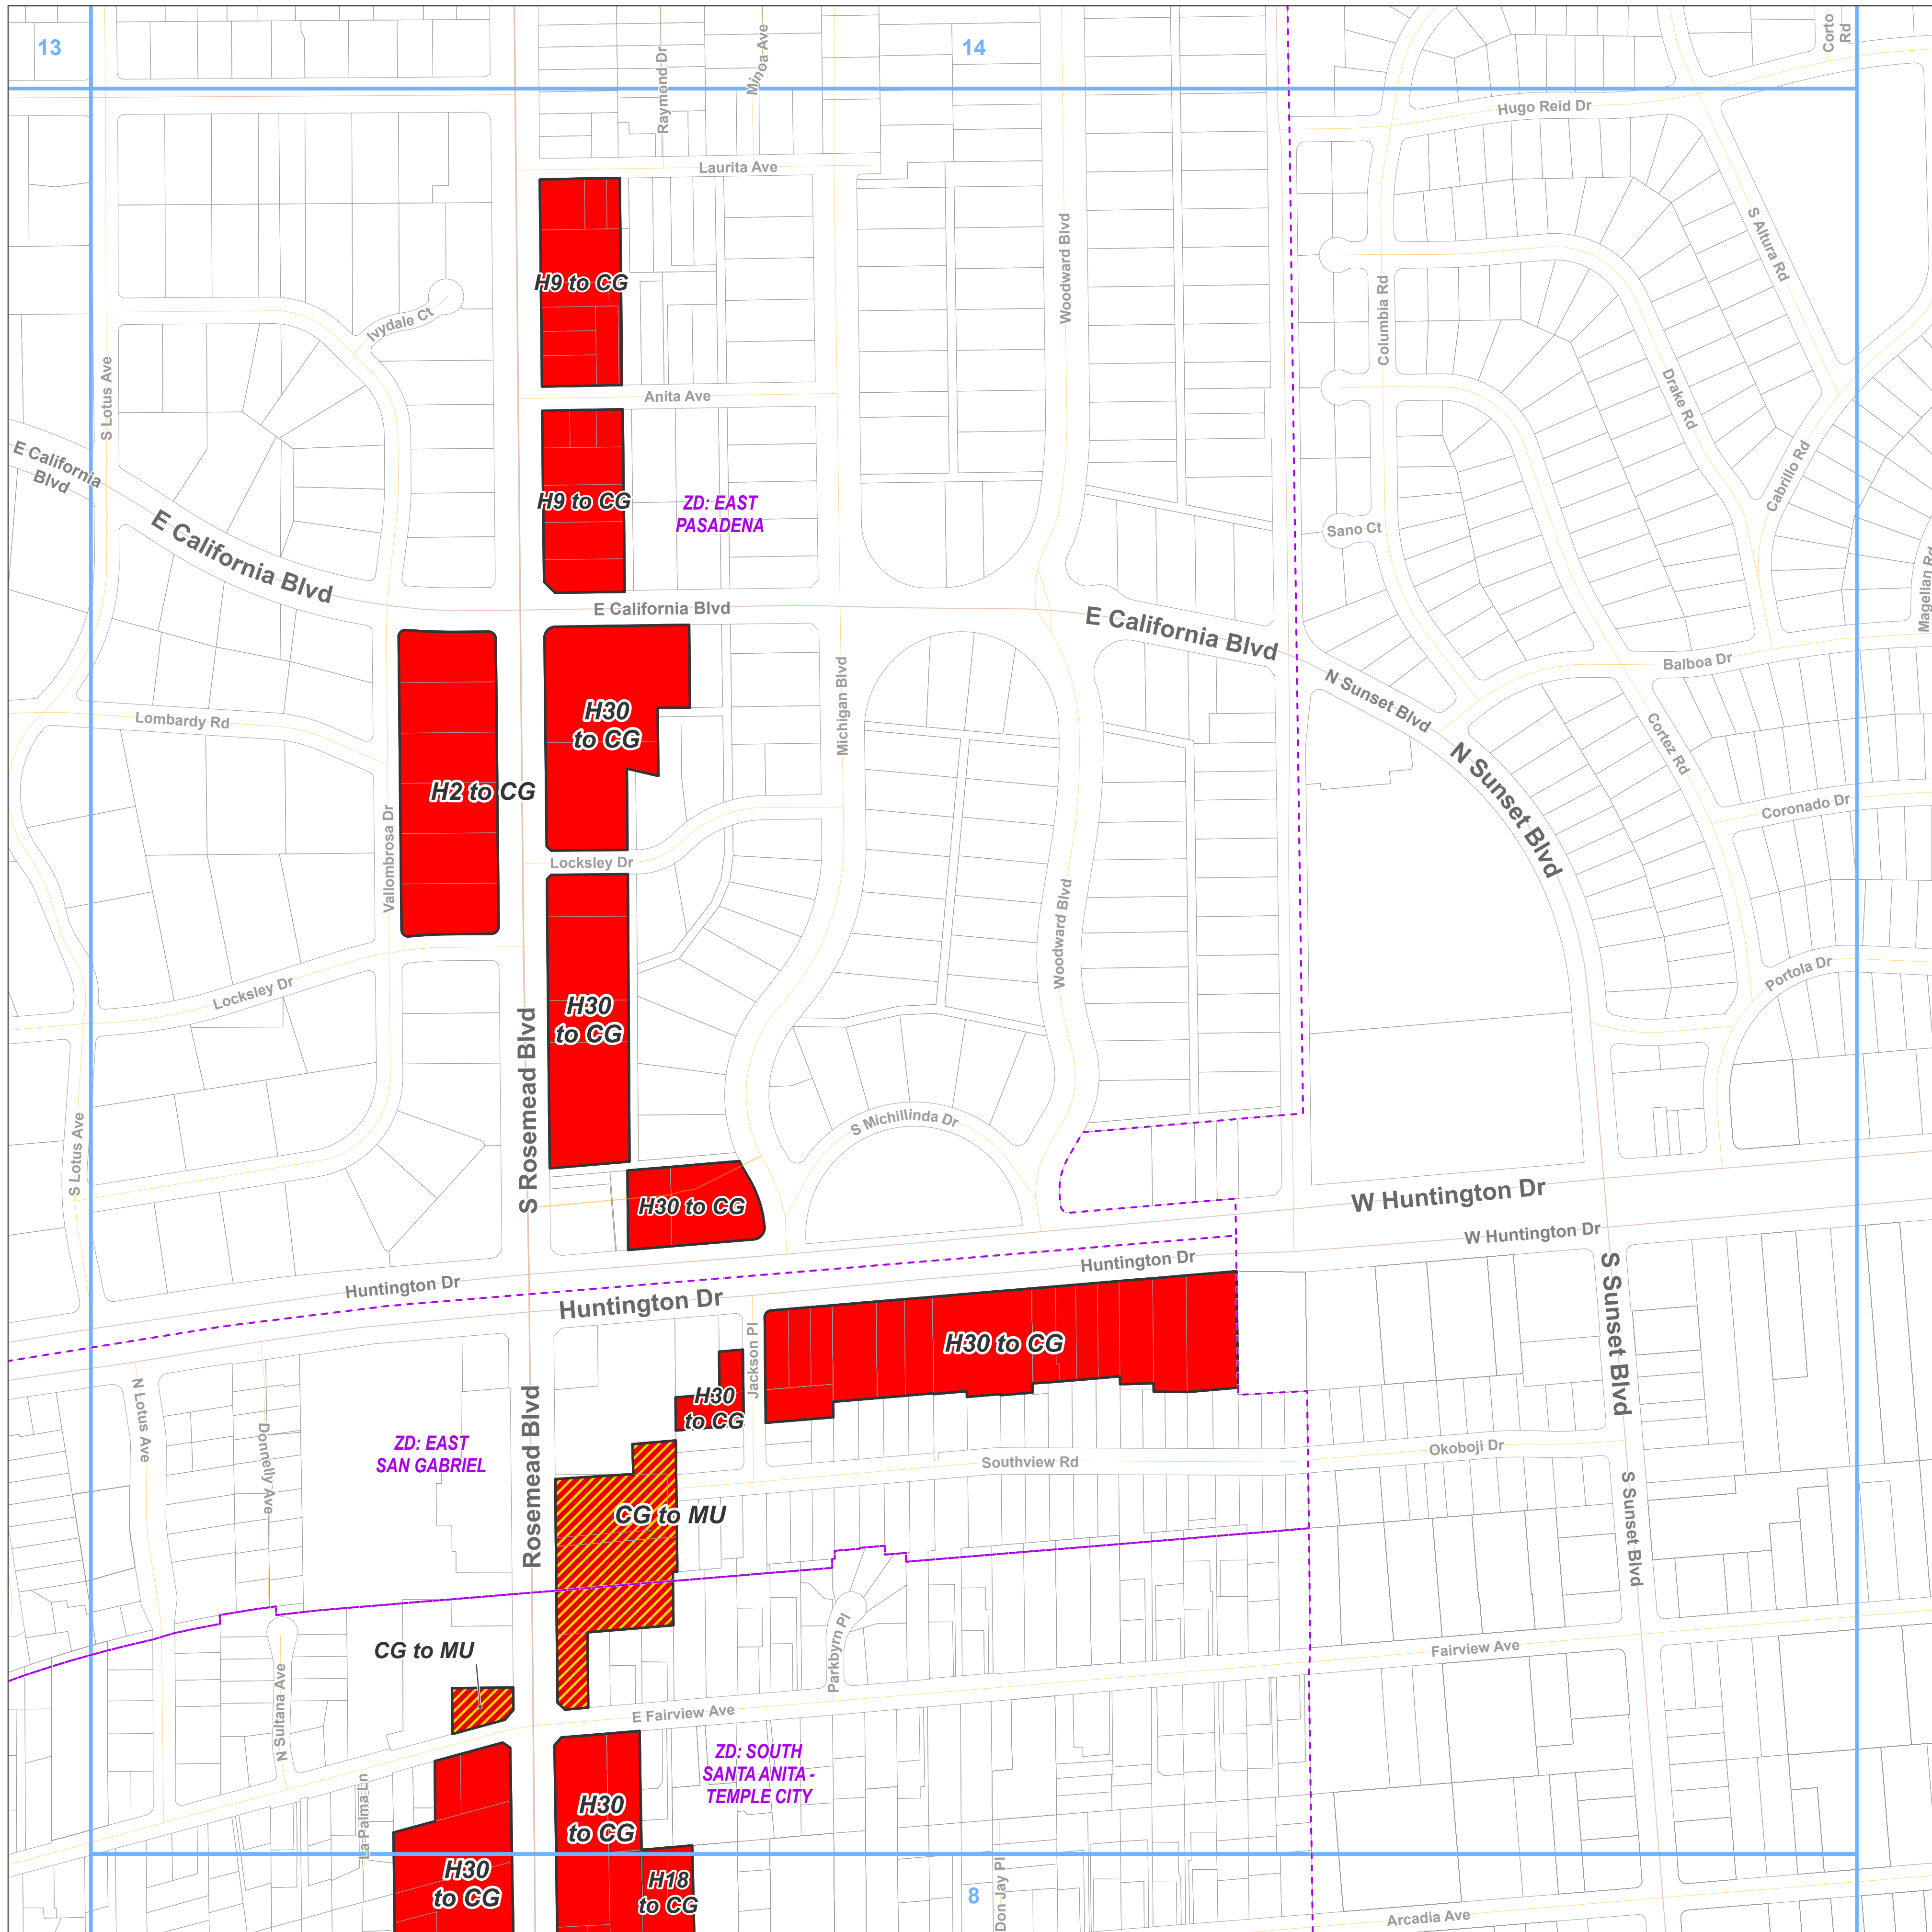 13
14
Corto
Rd
Raymond Dr
Minoa Ave
Hugo Reid Dr
Laurita Ave
S Altura Rd
Woodward Blvd
H9 to CG
Ivydale Ct
Columbia Rd
S Lotus Ave
Drake Rd
Anita Ave
E California
Blvd
Cabrillo Rd
H9 to CG
ZD: EAST
PASADENA
E California Blvd
Sano Ct
Magellan Rd
E California Blvd
E California Blvd
Balboa Dr
N Sunset Blvd
Michigan Blvd
H30
to CG
Lombardy Rd
Cortez Rd
H2 to CG
N Sunset Blvd
Coronado Dr
Vallombrosa Dr
Locksley Dr
Woodward Blvd
Portola Dr
Locksley Dr
H30
to CG
S Rosemead Blvd
S Michillinda Dr
S Lotus Ave
W Huntington Dr
H30 to CG
W Huntington Dr
Huntington Dr
Huntington Dr
Huntington Dr
S Sunset Blvd
H30 to CG
Jackson Pl
H30
to CG
N Lotus Ave
Donnelly Ave
Rosemead Blvd
ZD: EAST
SAN GABRIEL
Okoboji Dr
Southview Rd
CG to MU
S Sunset Blvd
Parkbyrn Pl
CG to MU
Fairview Ave
N Sultana Ave
E Fairview Ave
ZD: SOUTH
SANTA ANITA -
TEMPLE CITY
La Palma Ln
H30
to CG
H30
to CG
H18
to CG
8
Don Jay Pl
Arcadia Ave